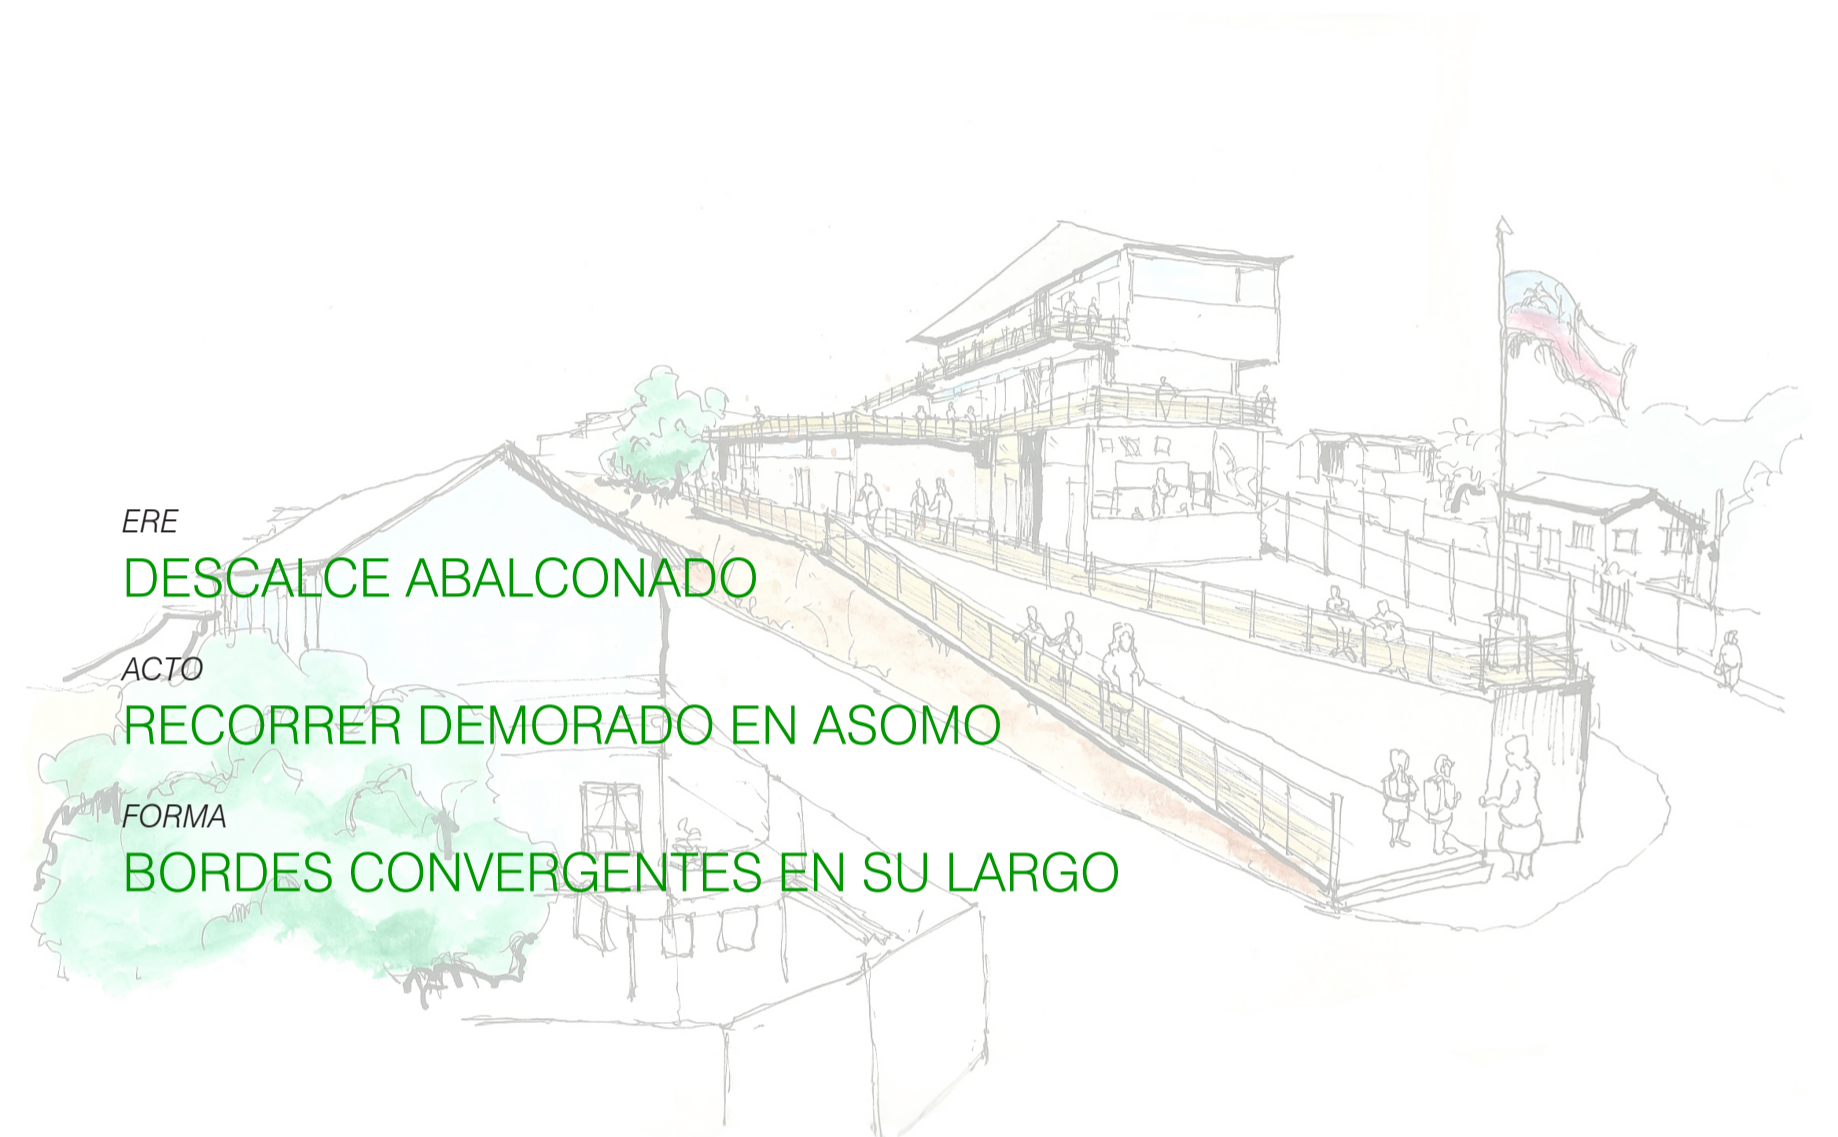 ERE
DESCALCE ABALCONADO
ACTO
RECORRER DEMORADO EN ASOMO
FORMA
BORDES CONVERGENTES EN SU LARGO